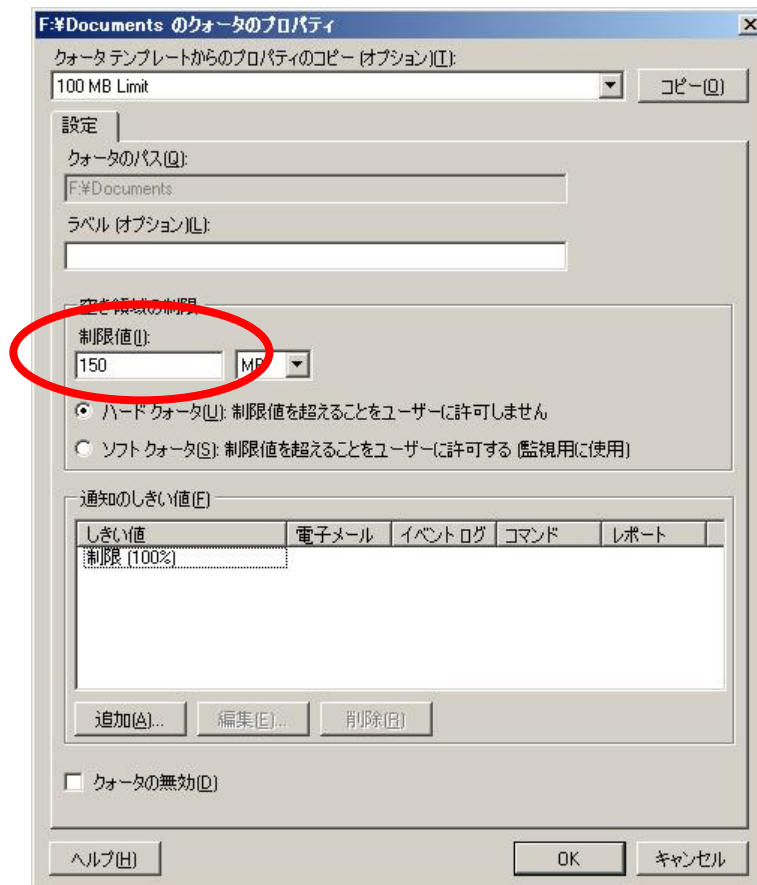 F:¥Documents のクォータのプロパティ
クォータ テンプレートからのプロパティのコピー (オプション)(T):
100 MB Limit
コピー(O)
設定
クォータのパス(Q):
F:¥Documents
ラベル (オプション)(L):
空き領域の制限
制限値(I):
150 MB
ハード クォータ(U): 制限値を超えることをユーザーに許可しません
ソフト クォータ(S): 制限値を超えることをユーザーに許可する (監視用に使用)
通知のしきい値(F)
しきい値 電子メール イベント ログ コマンド レポート
制限 (100%)
追加(A)... 編集(E)... 削除(R)
クォータの無効(D)
ヘルプ(H) OK キャンセル